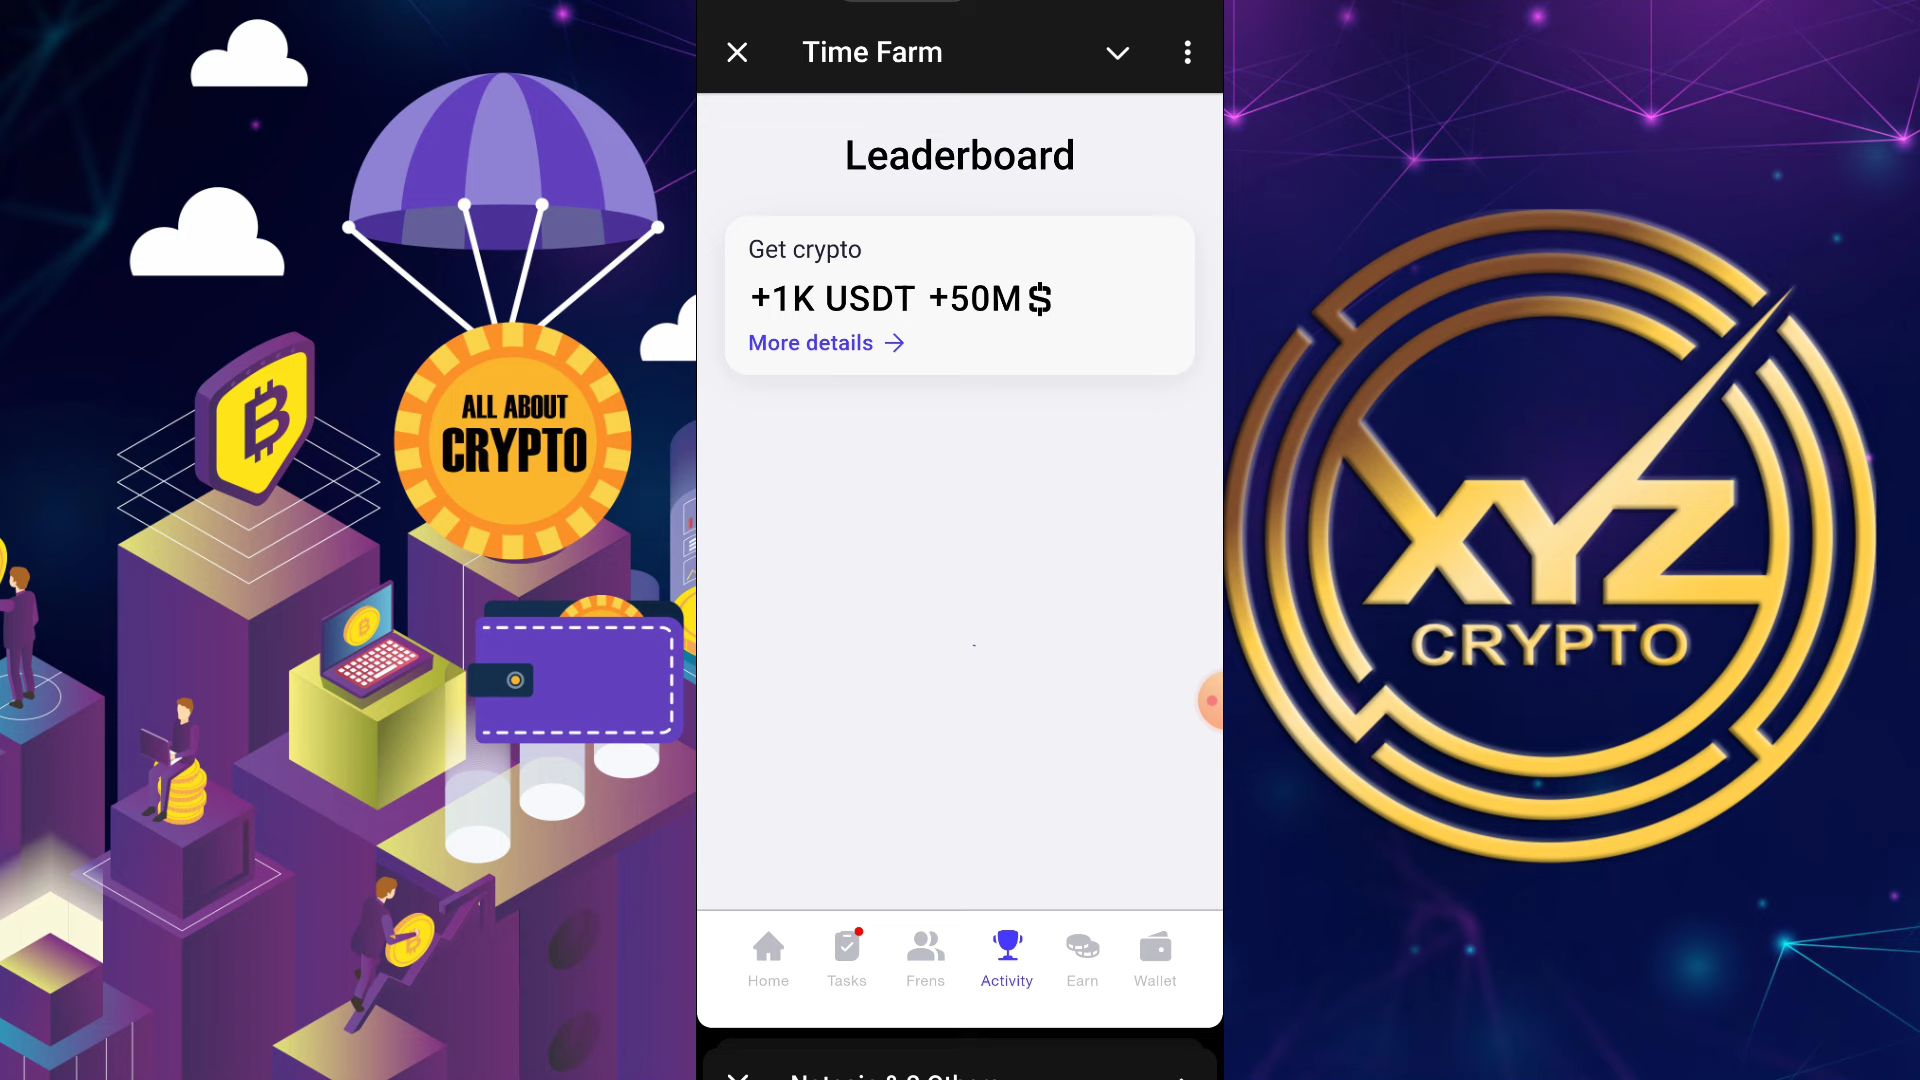 ALL ABOUT
CRYPTO
Time Farm
Leaderboard
Get crypto
+1K USDT +50M$
More details →
Home
Tasks
Frens
Activity
Earn
Wallet
XYZ
CRYPTO